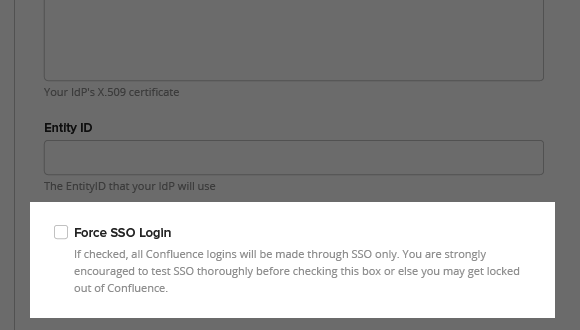 Your IdP's X.509 certificate
Entity ID
The EntityID that your IdP will use
Force SSO Login
If checked, all Confluence logins will be made through SSO only. You are strongly
encouraged to test SSO thoroughly before checking this box or else you may get locked
out of Confluence.